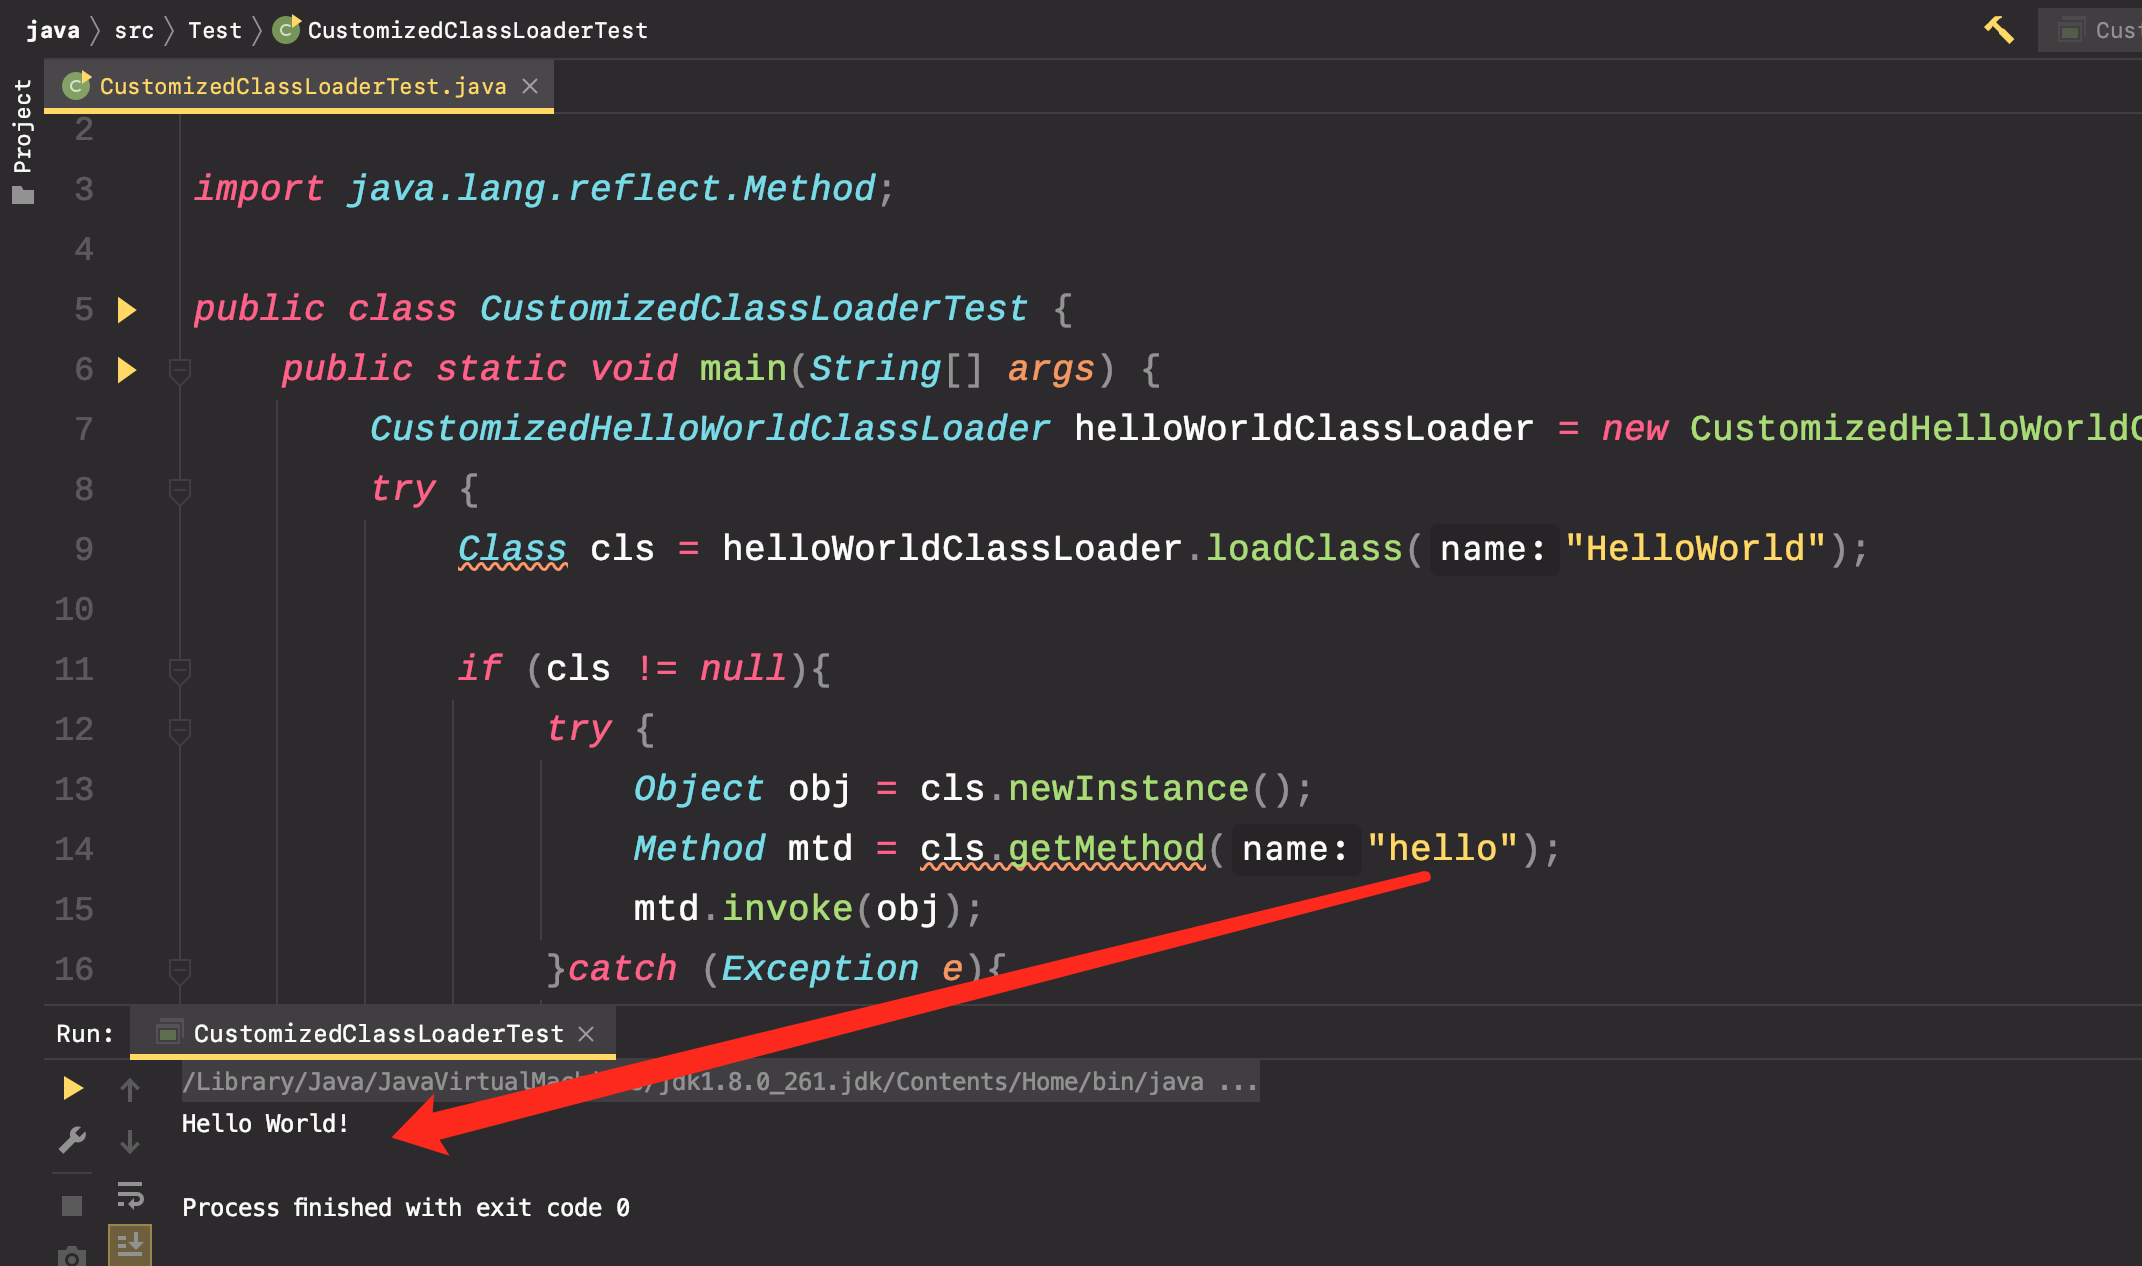 java src Test CustomizedClassLoaderTest Cust
CustomizedClassLoaderTest.java
Project
2
3 import java.lang.reflect.Method;
4
5 public class CustomizedClassLoaderTest {
6 public static void main(String[] args) {
7 CustomizedHelloWorldClassLoader helloWorldClassLoader = new CustomizedHelloWorldC
8 try {
9 Class cls = helloWorldClassLoader.loadClass( name: "HelloWorld");
10
11 if (cls != null){
12 try {
13 Object obj = cls.newInstance();
14 Method mtd = cls.getMethod( name: "hello");
15 mtd.invoke(obj);
16 }catch (Exception e){
Run: CustomizedClassLoaderTest
/Library/Java/JavaVirtualMachines/jdk1.8.0_261.jdk/Contents/Home/bin/java ...
Hello World!
Process finished with exit code 0